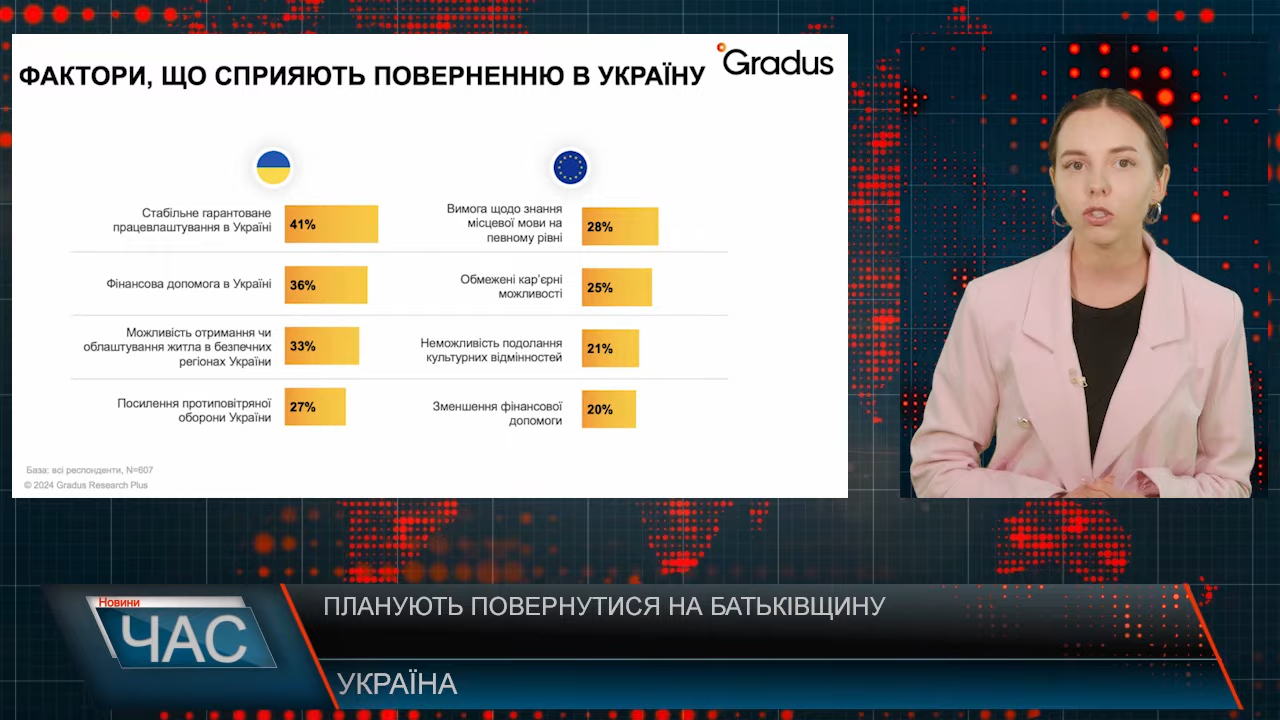 ФАКТОРИ, ЩО СПРИЯЮТЬ ПОВЕРНЕННЮ В УКРАЇНУ
Gradus
Стабільне гарантоване
працевлаштування в Україні
41%
Фінансова допомога в Україні
36%
Можливість отримання чи
облаштування житла в безпечних
регіонах України
33%
Посилення протиповітряної
оборони України
27%
Вимога щодо знання
місцевої мови на
певному рівні
28%
Обмежені кар'єрні
можливості
25%
Неможливість подолання
культурних відмінностей
21%
Зменшення фінансової
допомоги
20%
База: всі респонденти, N=607
© 2024 Gradus Research Plus
Новини
ЧАС
ПЛАНУЮТЬ ПОВЕРНУТИСЯ НА БАТЬКІВЩИНУ
УКРАЇНА